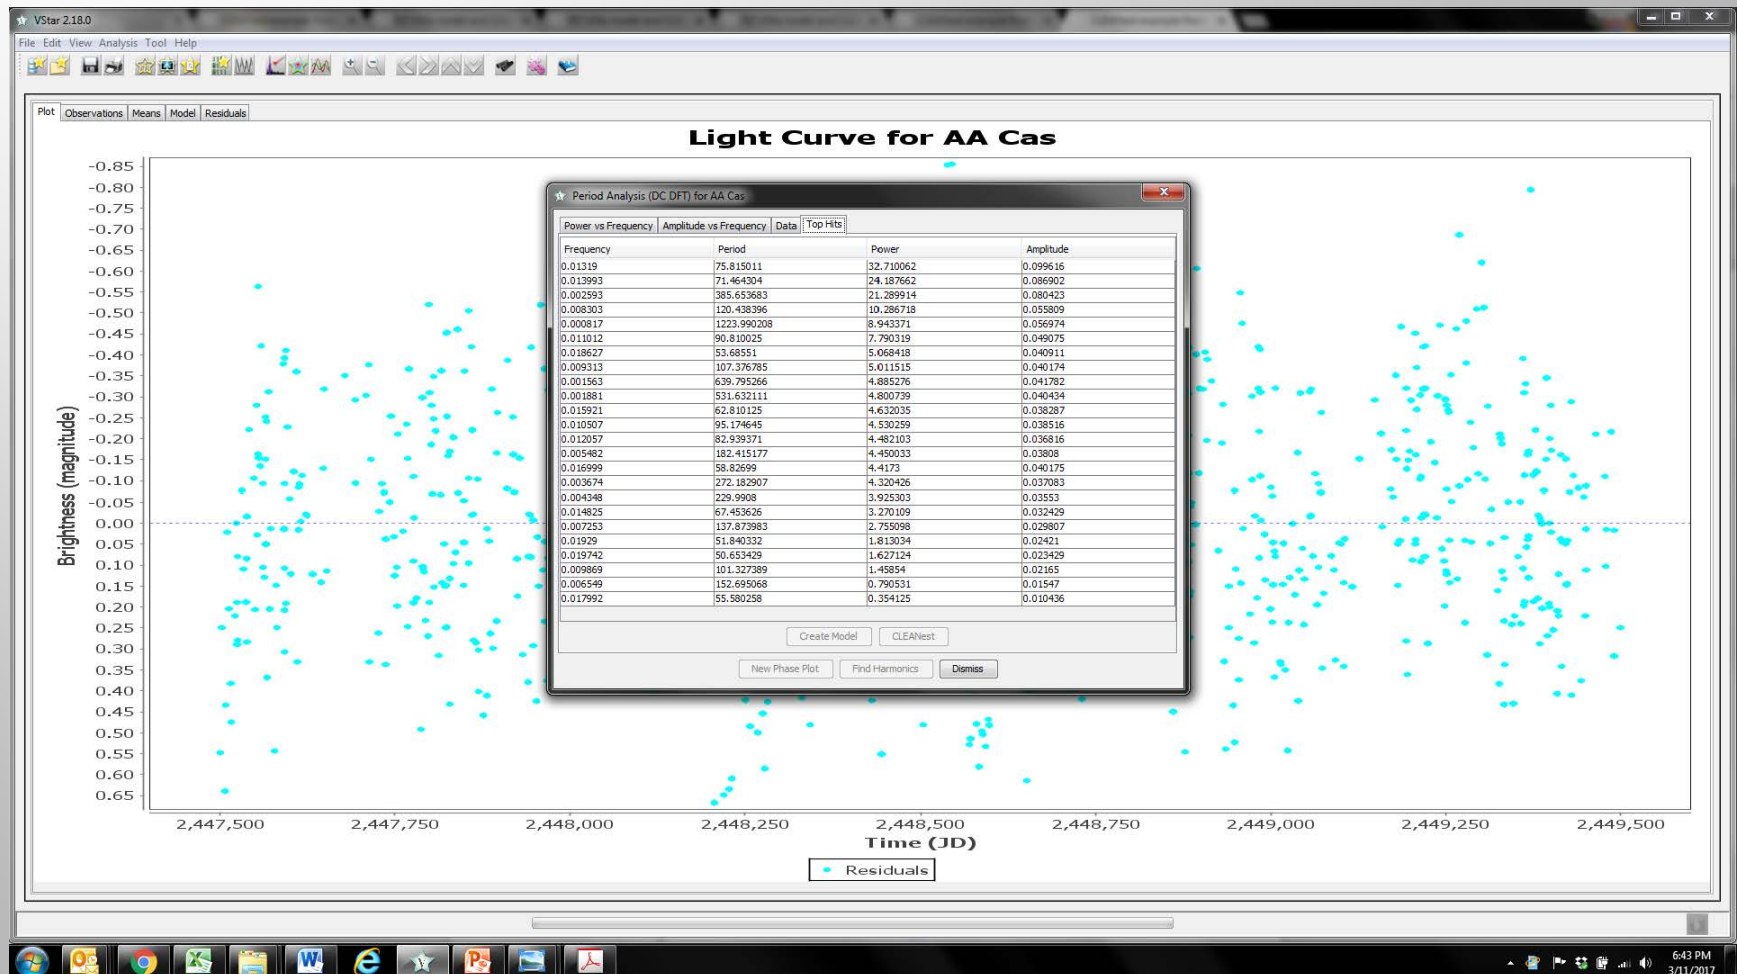 VStar 2.18.0
File Edit View Analysis Tool Help
Plot Observations Means Model Residuals
Light Curve for AA Cas
Period Analysis (DC DFT) for AA Cas
Power vs Frequency Amplitude vs Frequency Data Top Hits
Frequency Period Power Amplitude
0.01319 75.815011 32.710062 0.099616
0.013993 71.464304 24.187662 0.086902
0.002593 385.653683 21.289914 0.080423
0.008303 120.438396 10.286718 0.055809
0.000817 1223.990208 8.943371 0.056974
0.011012 90.810025 7.790319 0.049075
0.018627 53.68551 5.068418 0.040911
0.009313 107.376785 5.011515 0.040174
0.001563 639.795266 4.885276 0.041782
0.001881 531.632111 4.800739 0.040434
0.015921 62.810125 4.632035 0.038287
0.010507 95.174645 4.530259 0.038516
0.012057 82.939371 4.482103 0.036816
0.005482 182.415177 4.450033 0.03808
0.016999 58.82699 4.4173 0.040175
0.003674 272.182907 4.320426 0.037083
0.004348 229.9908 3.925303 0.03553
0.014825 67.453626 3.270109 0.032429
0.007253 137.873983 2.755098 0.029807
0.01929 51.840332 1.813034 0.02421
0.019742 50.653429 1.627124 0.023429
0.009869 101.327389 1.45854 0.02165
0.006549 152.695068 0.790531 0.01547
0.017992 55.580258 0.354125 0.010436
Create Model CLEANest
New Phase Plot Find Harmonics Dismiss
Brightness (magnitude)
-0.85
-0.80
-0.75
-0.70
-0.65
-0.60
-0.55
-0.50
-0.45
-0.40
-0.35
-0.30
-0.25
-0.20
-0.15
-0.10
-0.05
0.00
0.05
0.10
0.15
0.20
0.25
0.30
0.35
0.40
0.45
0.50
0.55
0.60
0.65
2,447,500 2,447,750 2,448,000 2,448,250 2,448,500 2,448,750 2,449,000 2,449,250 2,449,500
Time (JD)
Residuals
6:43 PM
3/11/2017